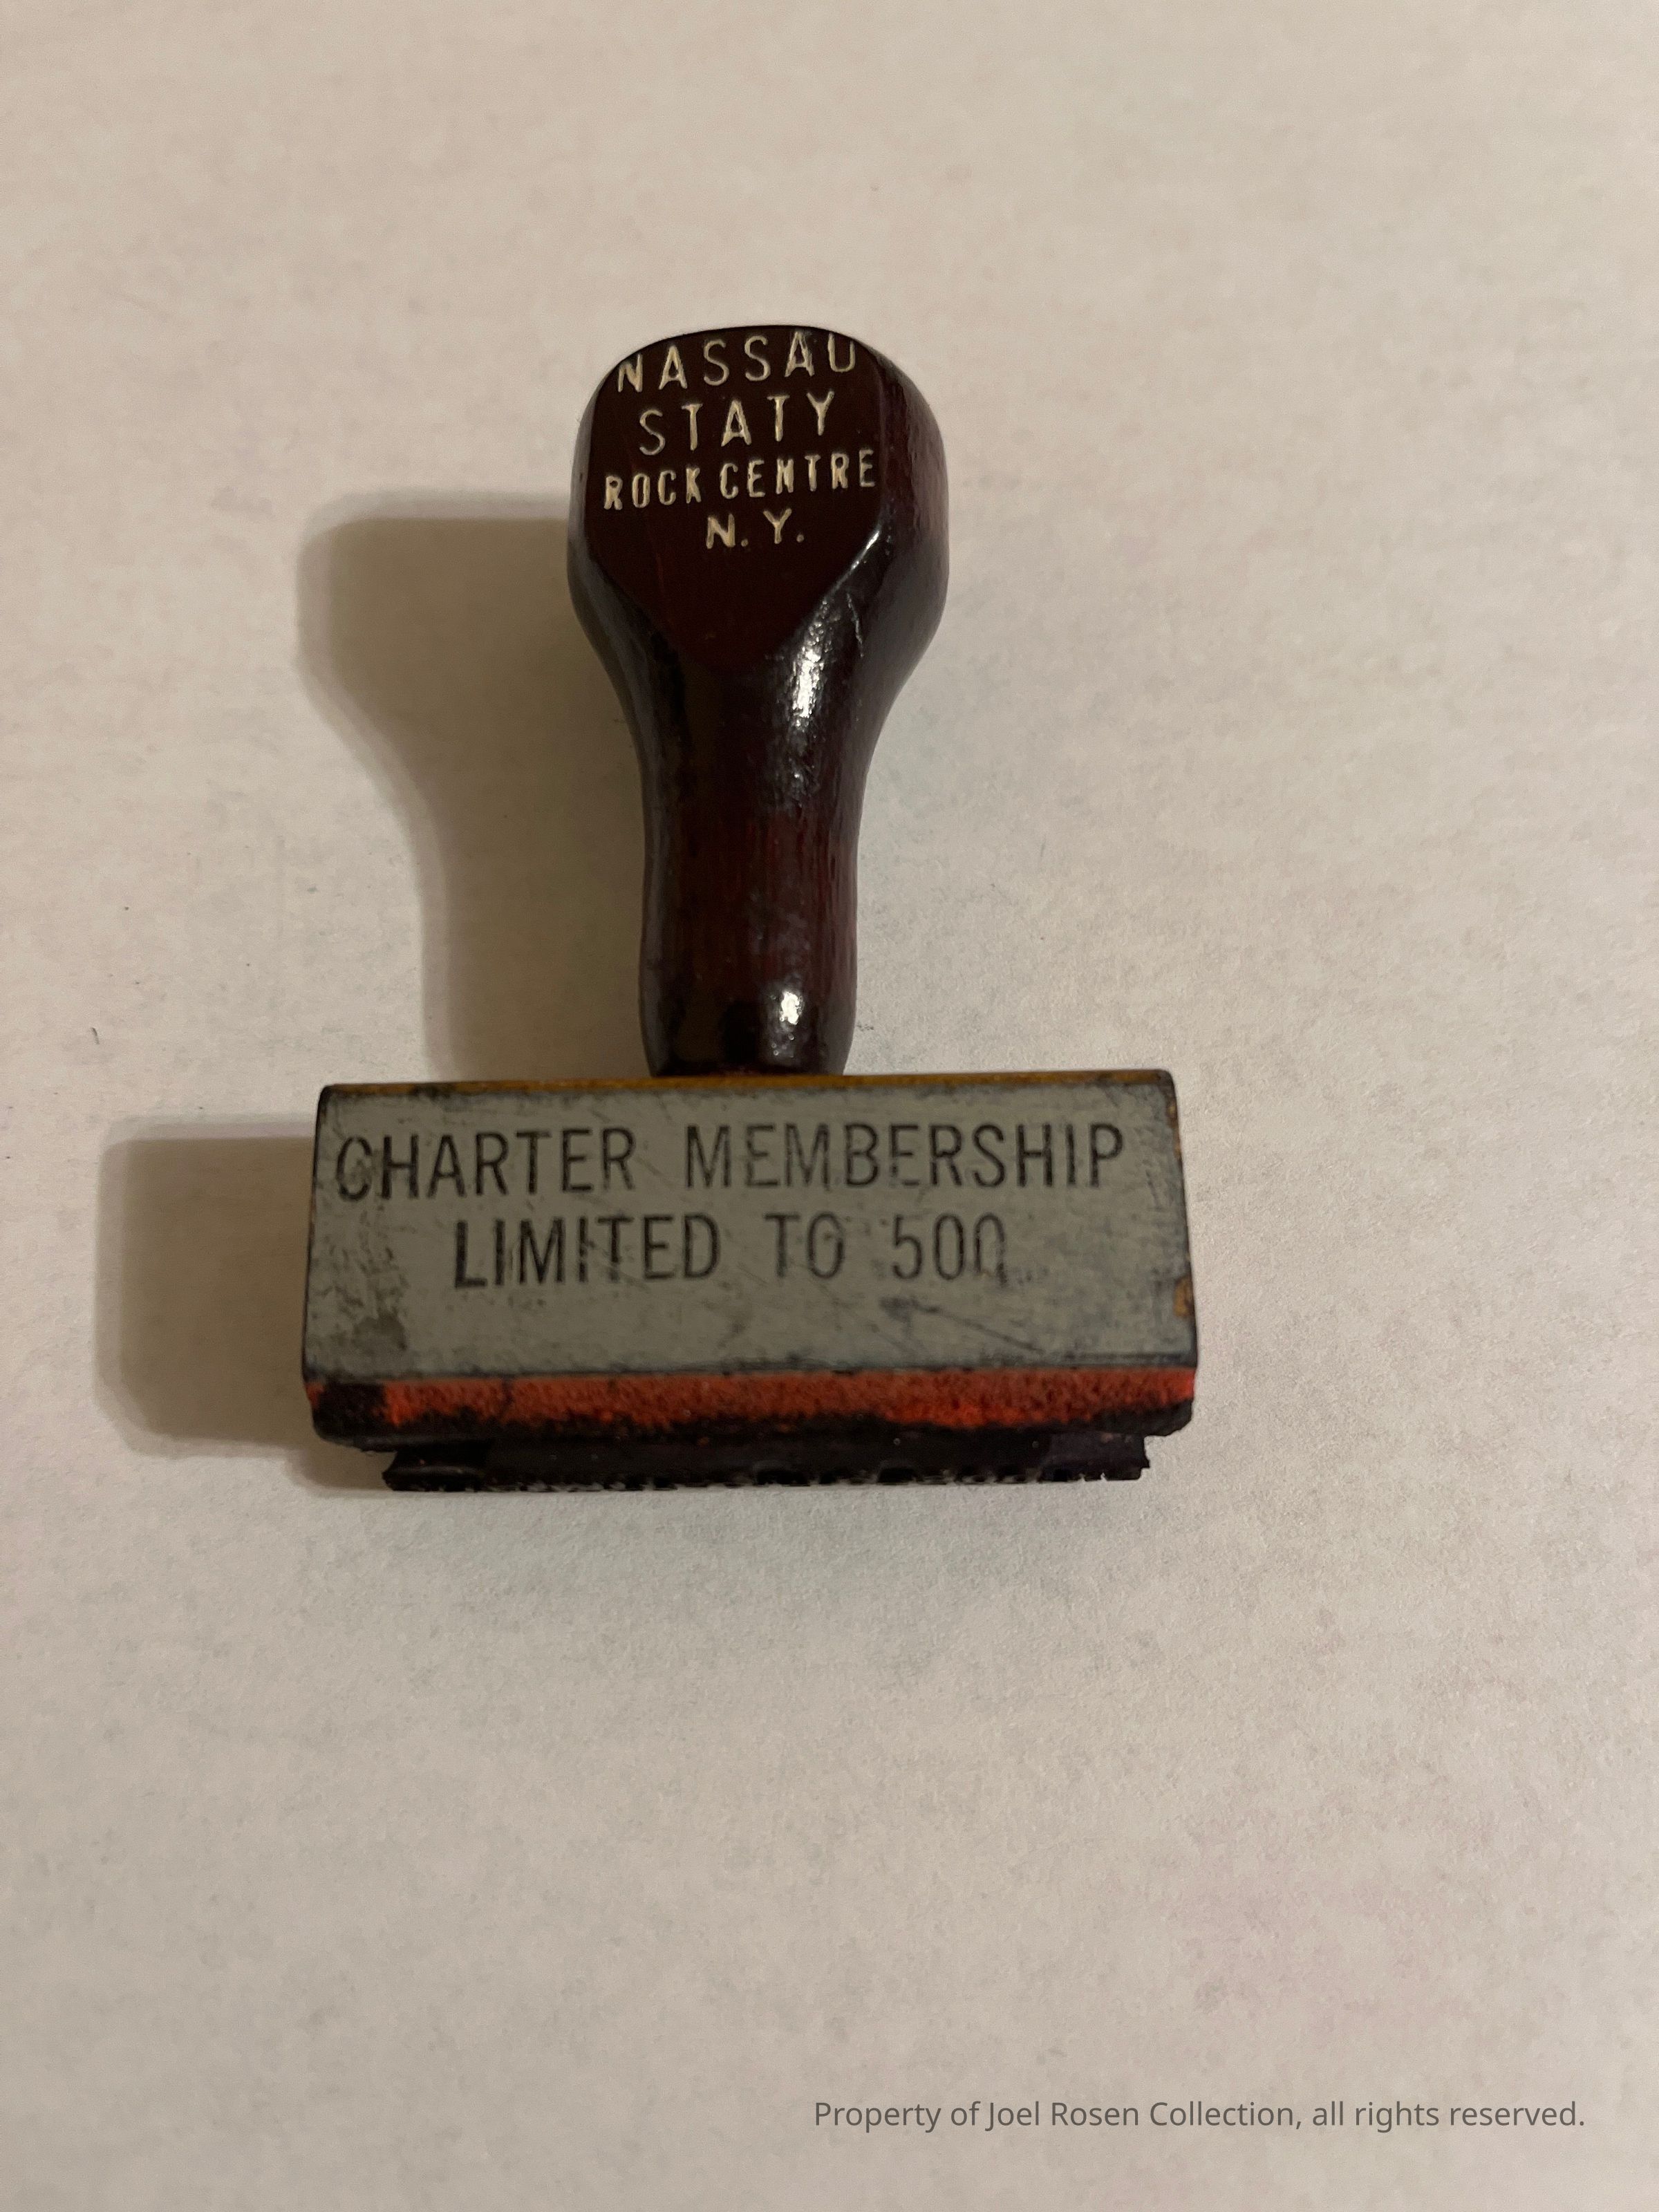 NASSAU
STATY
ROCK CENTRE
N.Y.
CHARTER MEMBERSHIP
LIMITED TO 500
Property of Joel Rosen Collection, all rights reserved.